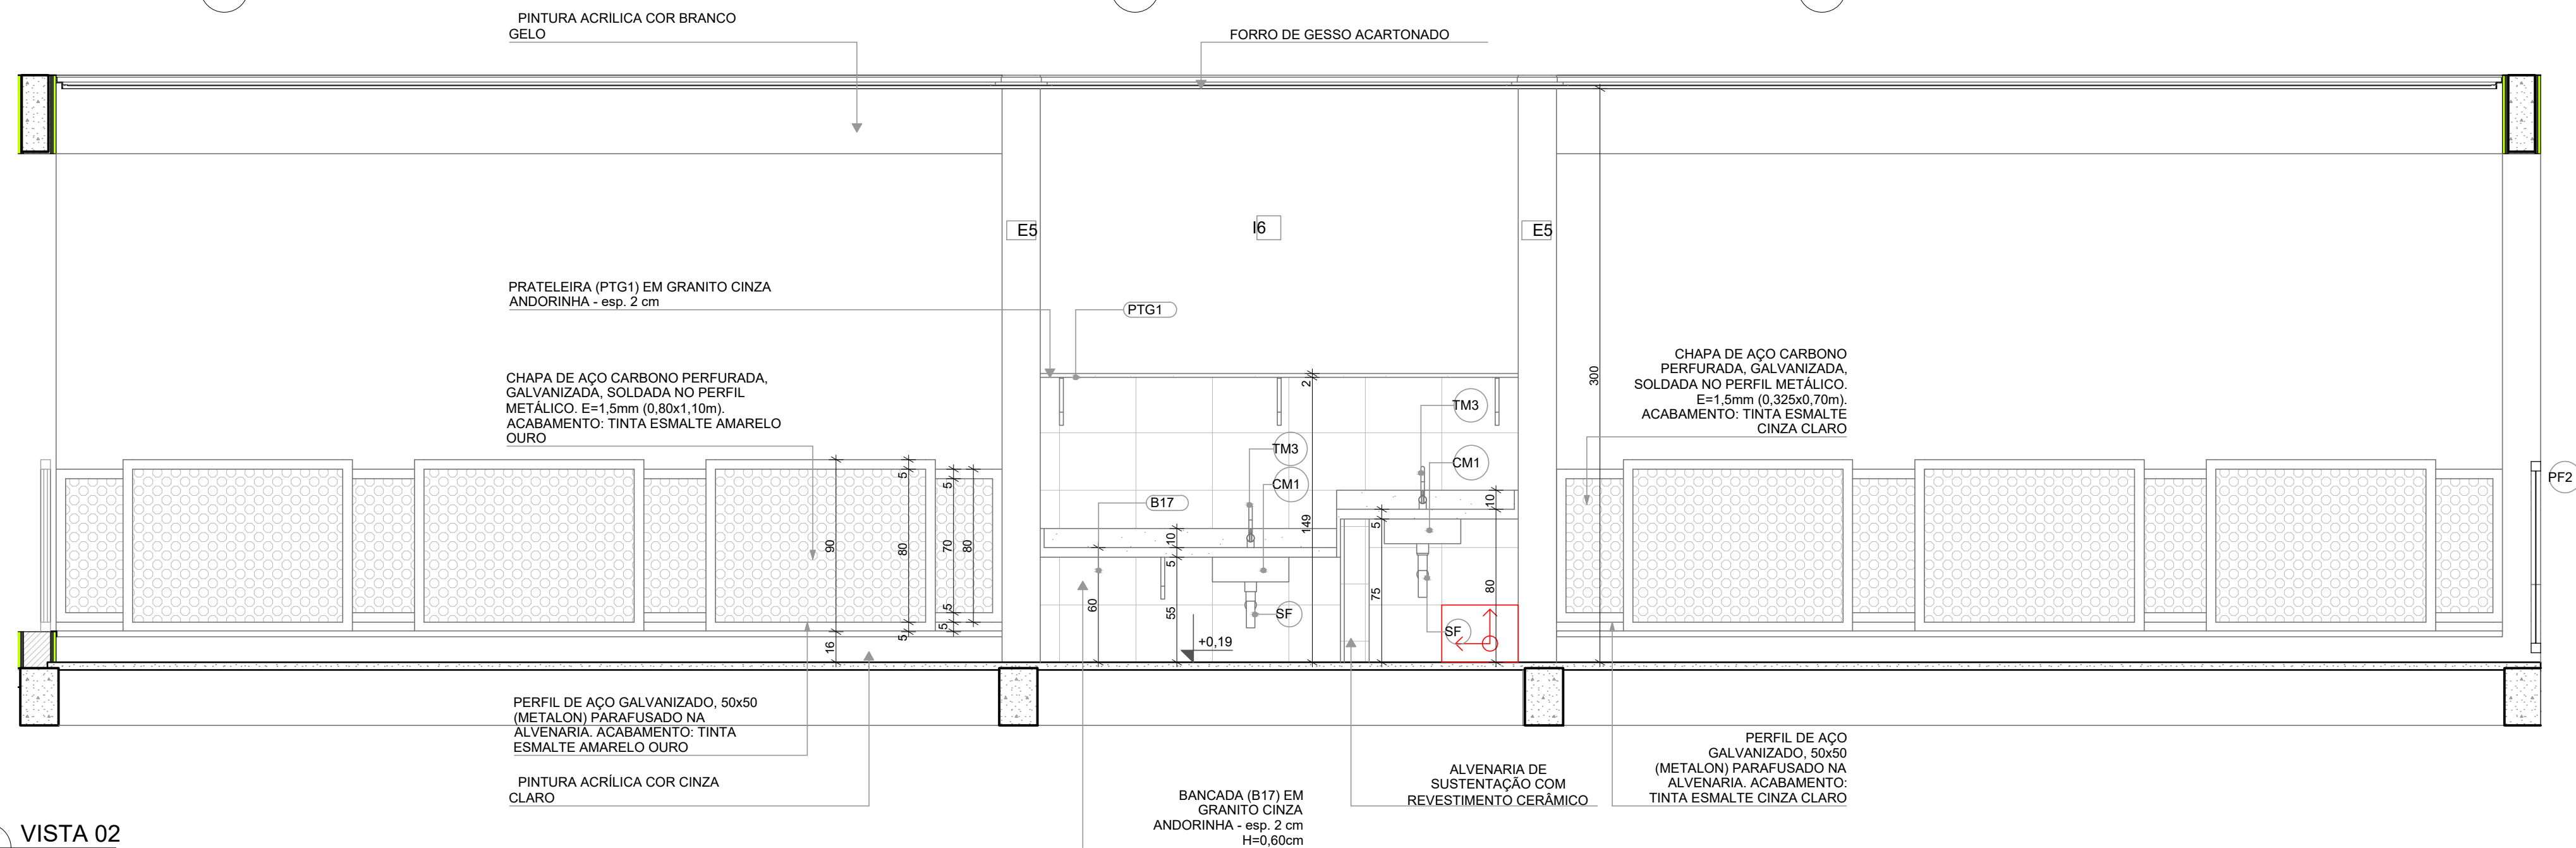 PINTURA ACRILICA COR BRANCO
GELO
FORRO DE GESSO ACARTONADO
E5
I6
E5
PRATELEIRA (PTG1) EM GRANITO CINZA
ANDORINHA - esp. 2 cm
PTG1
CHAPA DE AÇO CARBONO
PERFURADA, GALVANIZADA,
SOLDADA NO PERFIL METÁLICO.
E=1,5mm (0,325x0,70m).
ACABAMENTO: TINTA ESMALTE
CINZA CLARO
CHAPA DE AÇO CARBONO PERFURADA,
GALVANIZADA, SOLDADA NO PERFIL
METÁLICO. E=1,5mm (0,80x1,10m).
ACABAMENTO: TINTA ESMALTE AMARELO
OURO
2
300
TM3
TM3
CM1
CM1
B17
PF2
5
5
90
80
70
80
5
5
5
16
10
5
60
55
149
10
5
75
80
SF
SF
+0,19
PERFIL DE AÇO GALVANIZADO, 50x50
(METALON) PARAFUSADO NA
ALVENARIA. ACABAMENTO: TINTA
ESMALTE AMARELO OURO
PINTURA ACRÍLICA COR CINZA
CLARO
BANCADA (B17) EM
GRANITO CINZA
ANDORINHA - esp. 2 cm
H=0,60cm
ALVENARIA DE
SUSTENTAÇÃO COM
REVESTIMENTO CERÂMICO
PERFIL DE AÇO
GALVANIZADO, 50x50
(METALON) PARAFUSADO NA
ALVENARIA. ACABAMENTO:
TINTA ESMALTE CINZA CLARO
VISTA 02